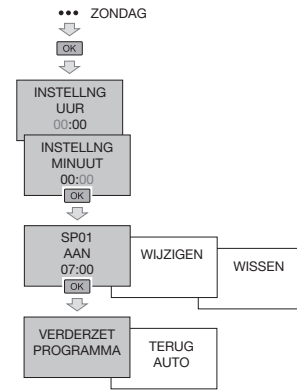 ••• ZONDAG
OK
INSTELLNG
UUR
00:00
INSTELLNG
MINUUT
00:00
OK
SP01
AAN
07:00
OK
WIJZIGEN
WISSEN
VERDERZET
PROGRAMMA
TERUG
AUTO